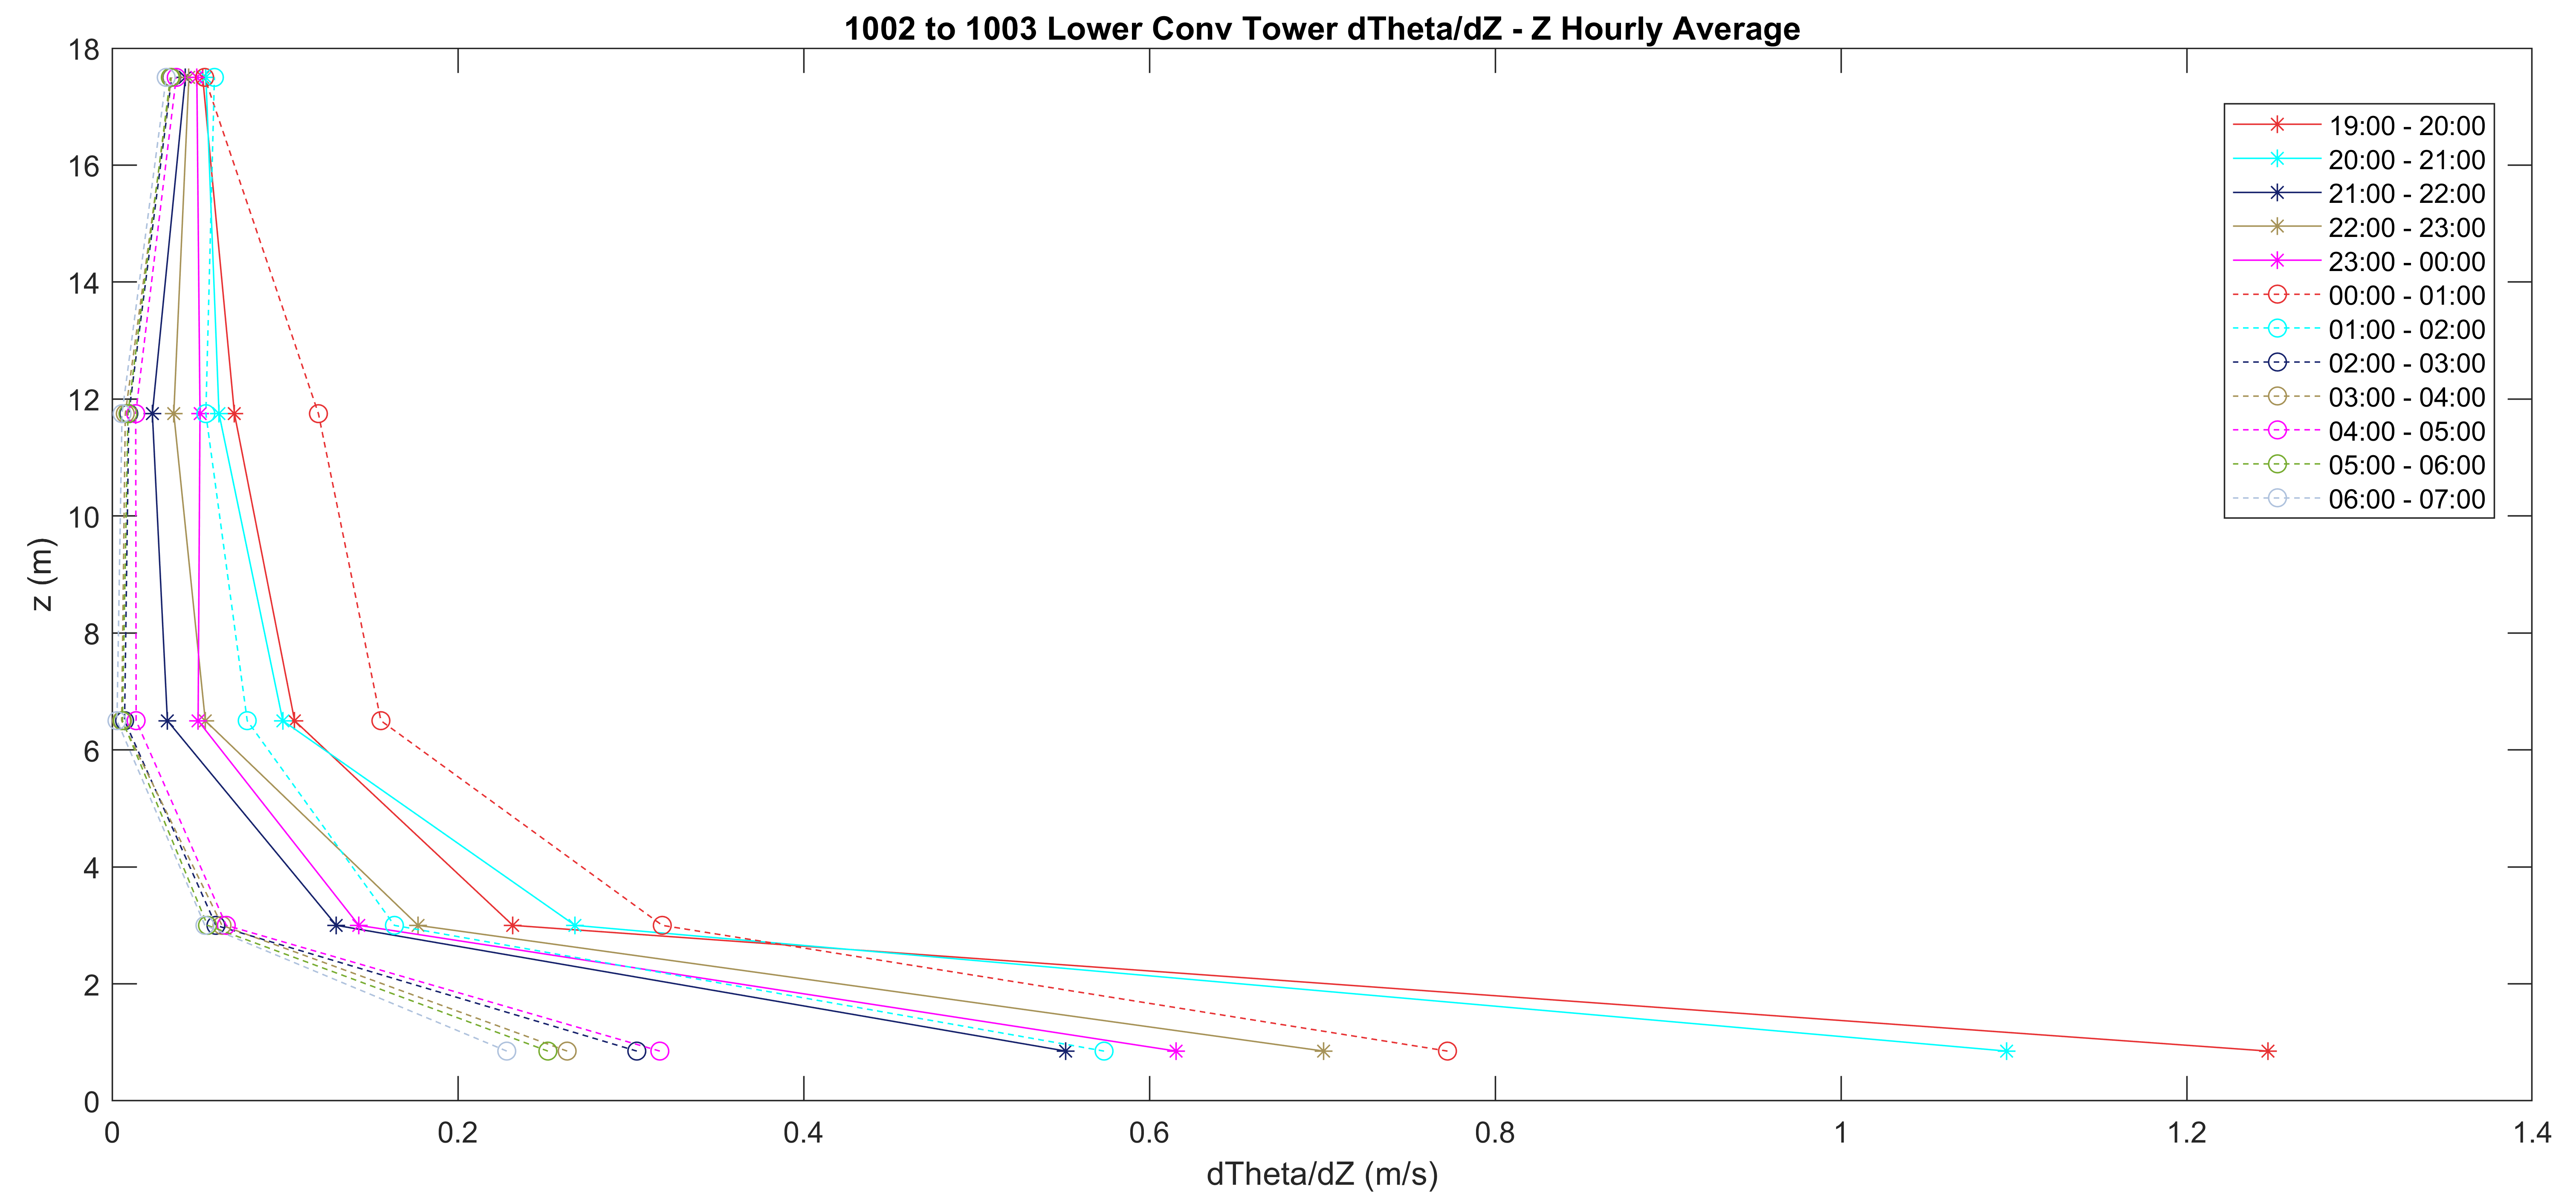 1002 to 1003 Lower Conv Tower dTheta/dZ - Z Hourly Average
18
16
14
12
10
8
6
4
2
0
z (m)
19:00 - 20:00
20:00 - 21:00
21:00 - 22:00
22:00 - 23:00
23:00 - 00:00
00:00 - 01:00
01:00 - 02:00
02:00 - 03:00
03:00 - 04:00
04:00 - 05:00
05:00 - 06:00
06:00 - 07:00
0 0.2 0.4 0.6 0.8 1 1.2 1.4
dTheta/dZ (m/s)